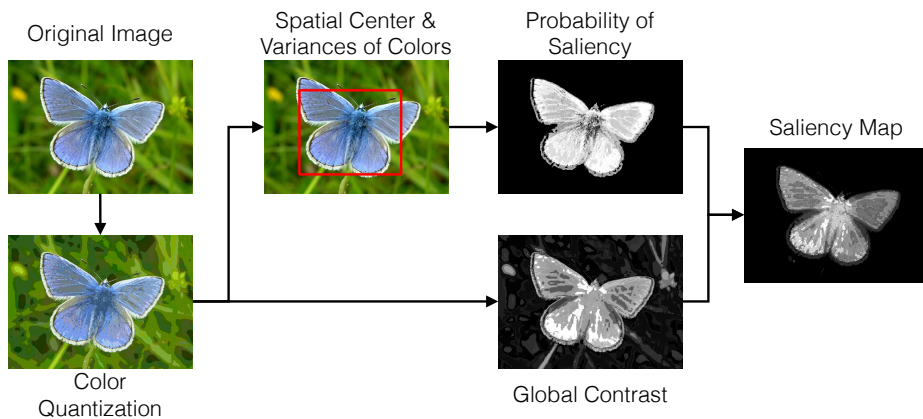 Original Image
Spatial Center &
Variances of Colors
Probability of
Saliency
Saliency Map
Color
Quantization
Global Contrast